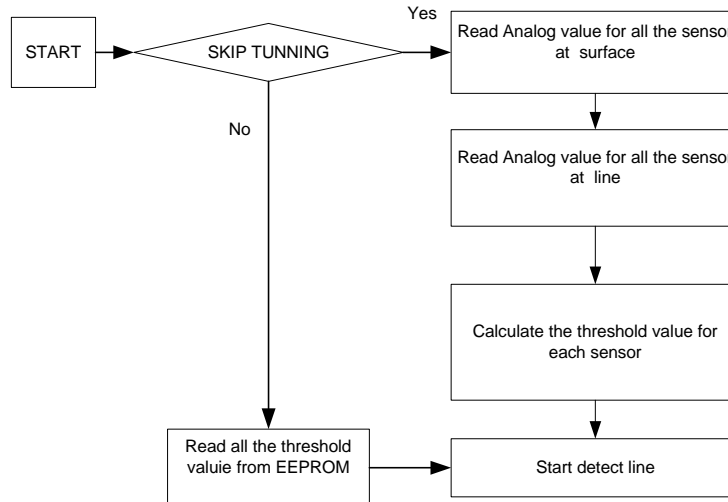 START
SKIP TUNNING
Yes
Read Analog value for all the sensor
at surface
No
Read Analog value for all the sensor
at line
Calculate the threshold value for
each sensor
Read all the threshold
valuie from EEPROM
Start detect line